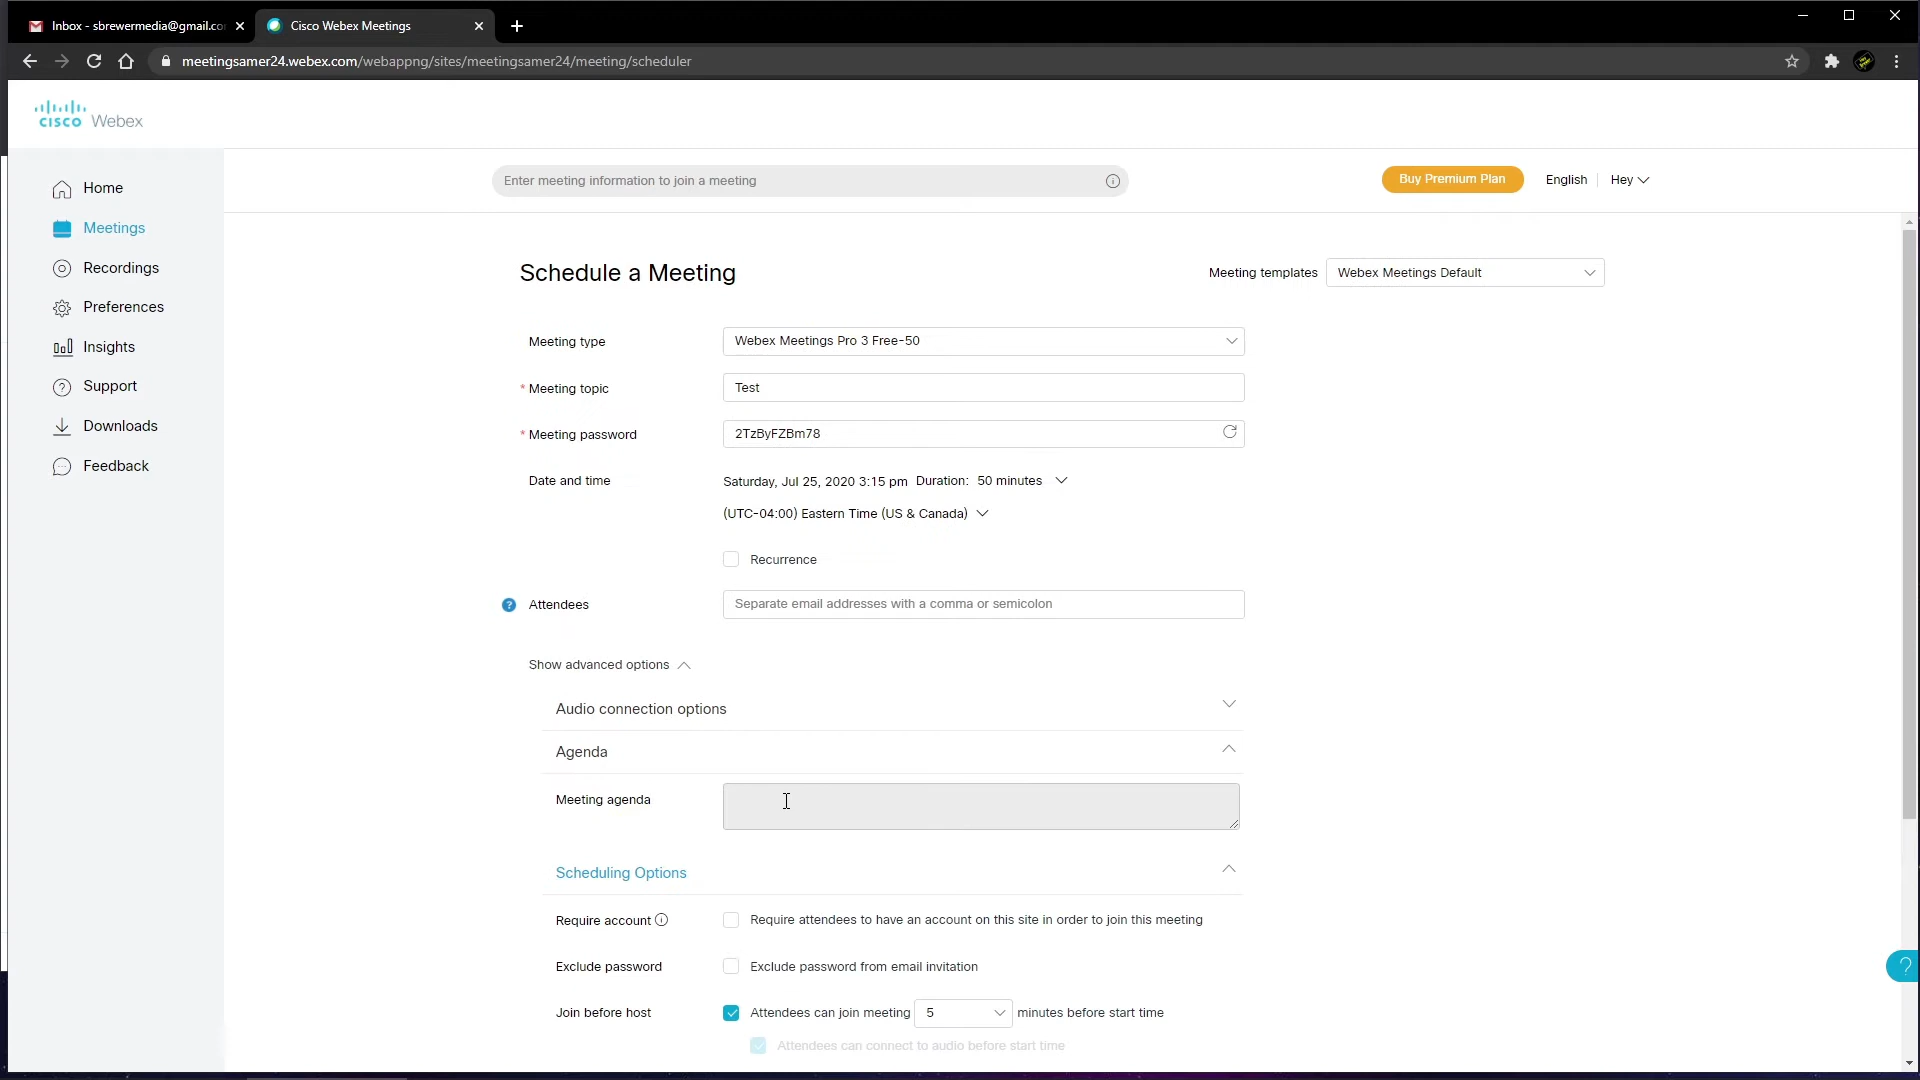 Inbox - sbrewermedia@gmail.co
Cisco Webex Meetings
meetingsamer24.webex.com/webappng/sites/meetingsamer24/meeting/scheduler
cisco Webex
Enter meeting information to join a meeting
Buy Premium Plan
English
Hey
Home
Meetings
Recordings
Preferences
Insights
Support
Downloads
Feedback
Schedule a Meeting
Meeting templates Webex Meetings Default
Meeting type Webex Meetings Pro 3 Free-50
* Meeting topic Test
* Meeting password 2TzByFZBm78
Date and time Saturday, Jul 25, 2020 3:15 pm Duration: 50 minutes
(UTC-04:00) Eastern Time (US & Canada)
Recurrence
? Attendees Separate email addresses with a comma or semicolon
Show advanced options
Audio connection options
Agenda
Meeting agenda
Scheduling Options
Require account Require attendees to have an account on this site in order to join this meeting
Exclude password Exclude password from email invitation
Join before host Attendees can join meeting 5 minutes before start time
Attendees can connect to audio before start time